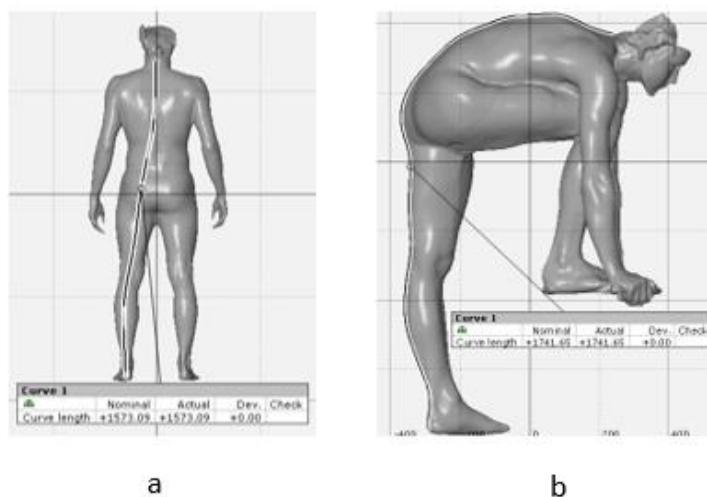 Curve 1
Nominal Actual Dev. Check
Curve length +1573.09 +1573.09 +0.00
Curve 1
Nominal Actual Dev. Check
Curve length +1741.65 +1741.65 +0.00
-400 0 200 400
a b